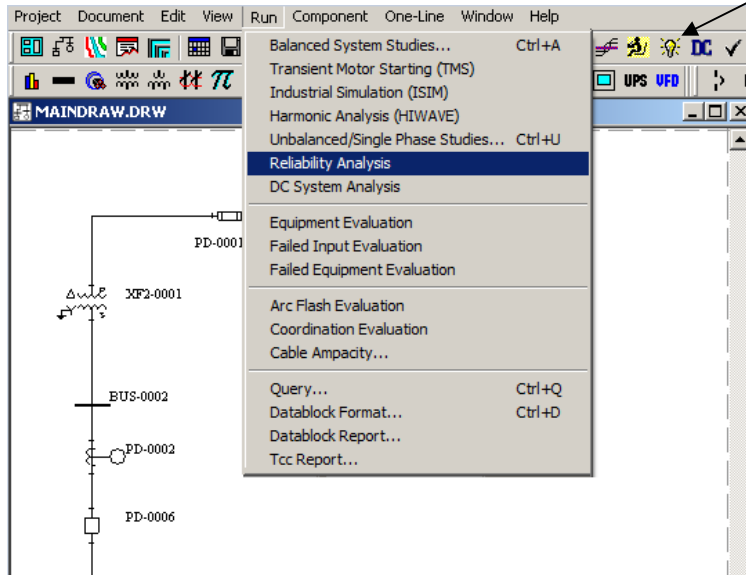 Project Document Edit View Run Component One-Line Window Help
DC
UPS VFD
MAINDRAW.DRW
Balanced System Studies... Ctrl+A
Transient Motor Starting (TMS)
Industrial Simulation (ISIM)
Harmonic Analysis (HIWAVE)
Unbalanced/Single Phase Studies... Ctrl+U
Reliability Analysis
DC System Analysis
Equipment Evaluation
Failed Input Evaluation
Failed Equipment Evaluation
Arc Flash Evaluation
Coordination Evaluation
Cable Ampacity...
Query... Ctrl+Q
Datablock Format... Ctrl+D
Datablock Report...
Tcc Report...
PD-0001
XF2-0001
BUS-0002
PD-0002
PD-0006